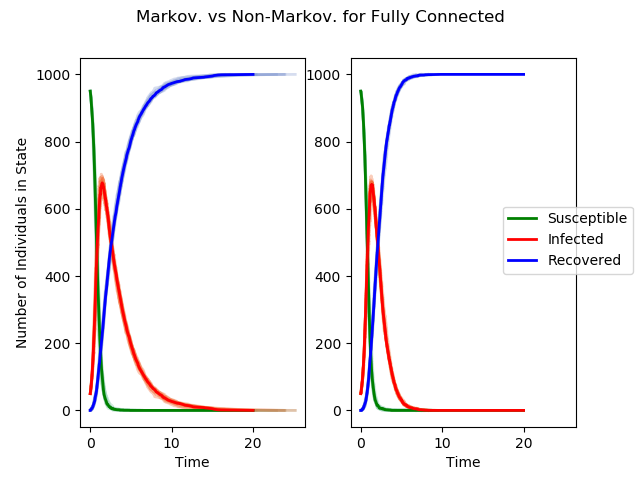 Markov. vs Non-Markov. for Fully Connected
Number of Individuals in State
1000
800
600
400
200
0
0
10
20
Time
1000
800
600
400
200
0
0
10
20
Time
Susceptible
Infected
Recovered